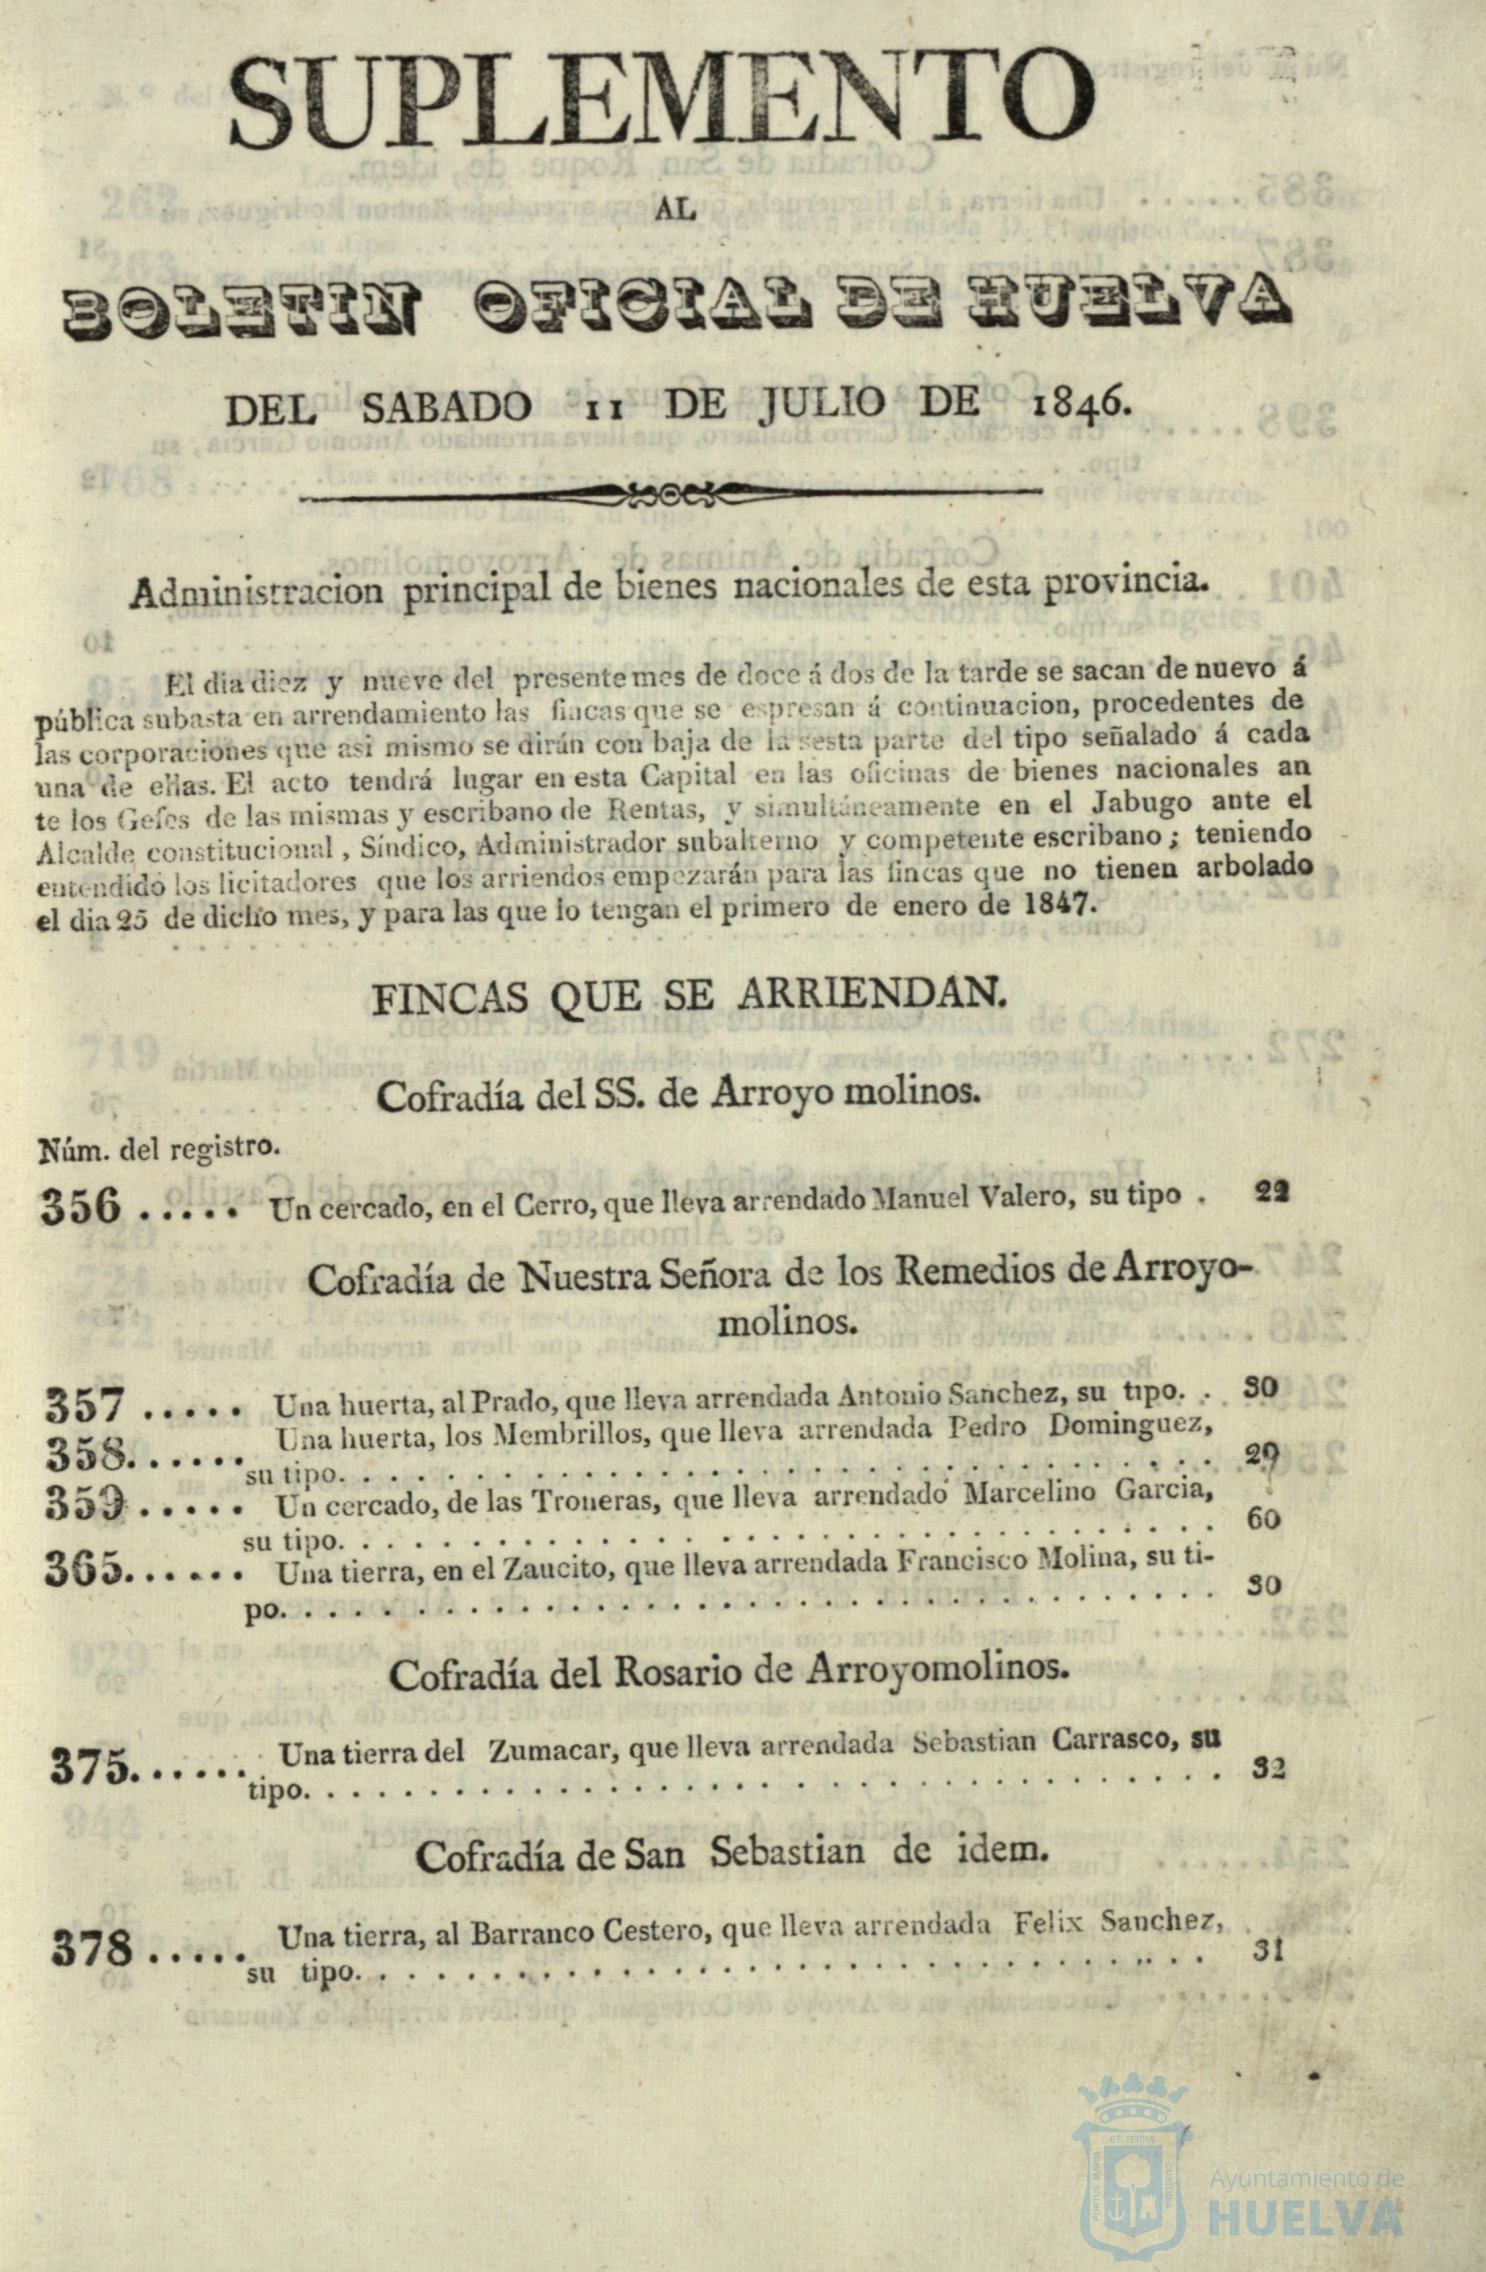 SUPLEMENTO
AL
BOLETIN OFICIAL DE HUELVA
DEL SABADO 11 DE JULIO DE 1846.
Administracion principal de bienes nacionales de esta provincia.
El dia diez y nueve del presente mes de doce á dos de la tarde se sacan de nuevo á
pública subasta en arrendamiento las fincas que se espresan á continuacion, procedentes de
las corporaciones que asi mismo se dirán con baja de la sesta parte del tipo señalado á cada
una de ellas. El acto tendrá lugar en esta Capital en las oficinas de bienes nacionales an
te los Gefes de las mismas y escribano de Rentas, y simultáneamente en el Jabugo ante el
Alcalde constitucional, Síndico, Administrador subalterno y competente escribano; teniendo
entendido los licitadores que los arriendos empezarán para las fincas que no tienen arbolado
el dia 25 de dicho mes, y para las que lo tengan el primero de enero de 1847.
FINCAS QUE SE ARRIENDAN.
Cofradía del SS. de Arroyo molinos.
Núm. del registro.
356 ..... Un cercado, en el Cerro, que lleva arrendado Manuel Valero, su tipo . 22
Cofradía de Nuestra Señora de los Remedios de Arroyo-
molinos.
357 ..... Una huerta, al Prado, que lleva arrendada Antonio Sanchez, su tipo. . 30
358...... Una huerta, los Membrillos, que lleva arrendada Pedro Dominguez,
su tipo. . . . . . . . . . . . . . . . . . . . . . . . . . . . . . . . . . 29
359 ..... Un cercado, de las Troneras, que lleva arrendado Marcelino Garcia,
su tipo. . . . . . . . . . . . . . . . . . . . . . . . . . . . . . . . . . 60
365...... Una tierra, en el Zaucito, que lleva arrendada Francisco Molina, su ti-
po. . . . . . . . . . . . . . . . . . . . . . . . . . . . . . . . . . . . 30
Cofradía del Rosario de Arroyomolinos.
375...... Una tierra del Zumacar, que lleva arrendada Sebastian Carrasco, su
tipo. . . . . . . . . . . . . . . . . . . . . . . . . . . . . . . . . . . 32
Cofradía de San Sebastian de idem.
378 ..... Una tierra, al Barranco Cestero, que lleva arrendada Felix Sanchez,
su tipo. . . . . . . . . . . . . . . . . . . . . . . . . . . . . . . . . 31
PORTUS MARIS
ET TERRÆ
CUSTODIA
Ayuntamiento de
HUELVA